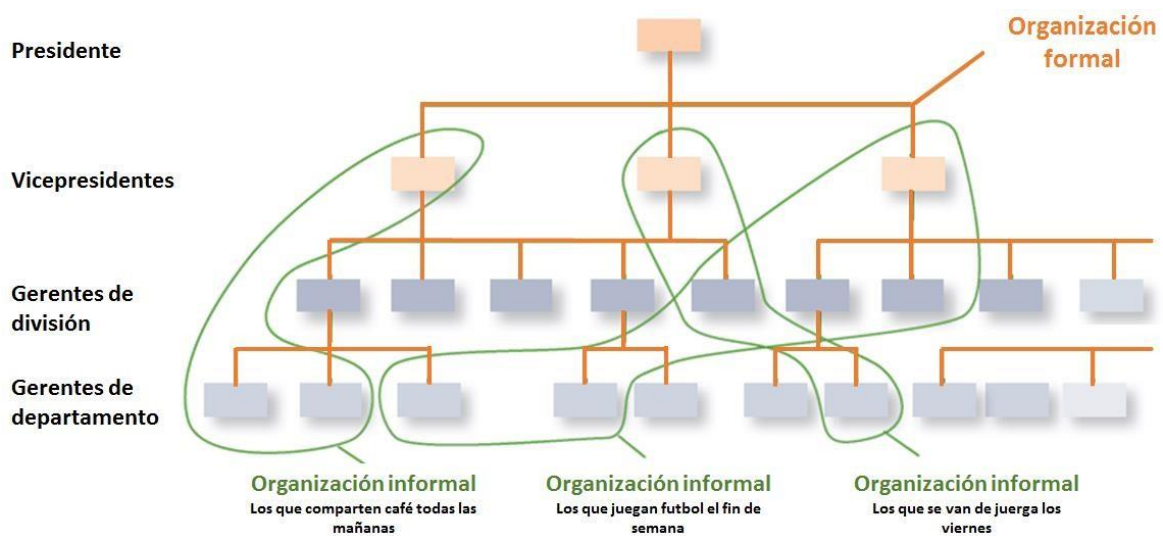 Presidente
Organización
formal
Vicepresidentes
Gerentes de
división
Gerentes de
departamento
Organización informal
Los que comparten café todas las
mañanas
Organización informal
Los que juegan futbol el fin de
semana
Organización informal
Los que se van de juerga los
viernes